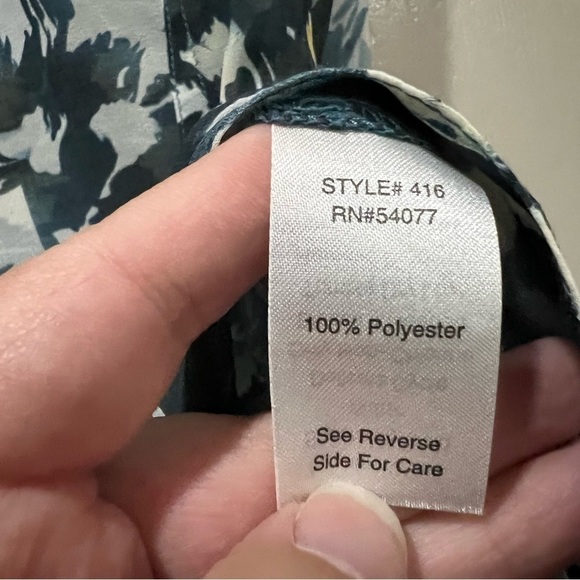 STYLE# 416
RN#54077
100% Polyester
See Reverse
Side For Care